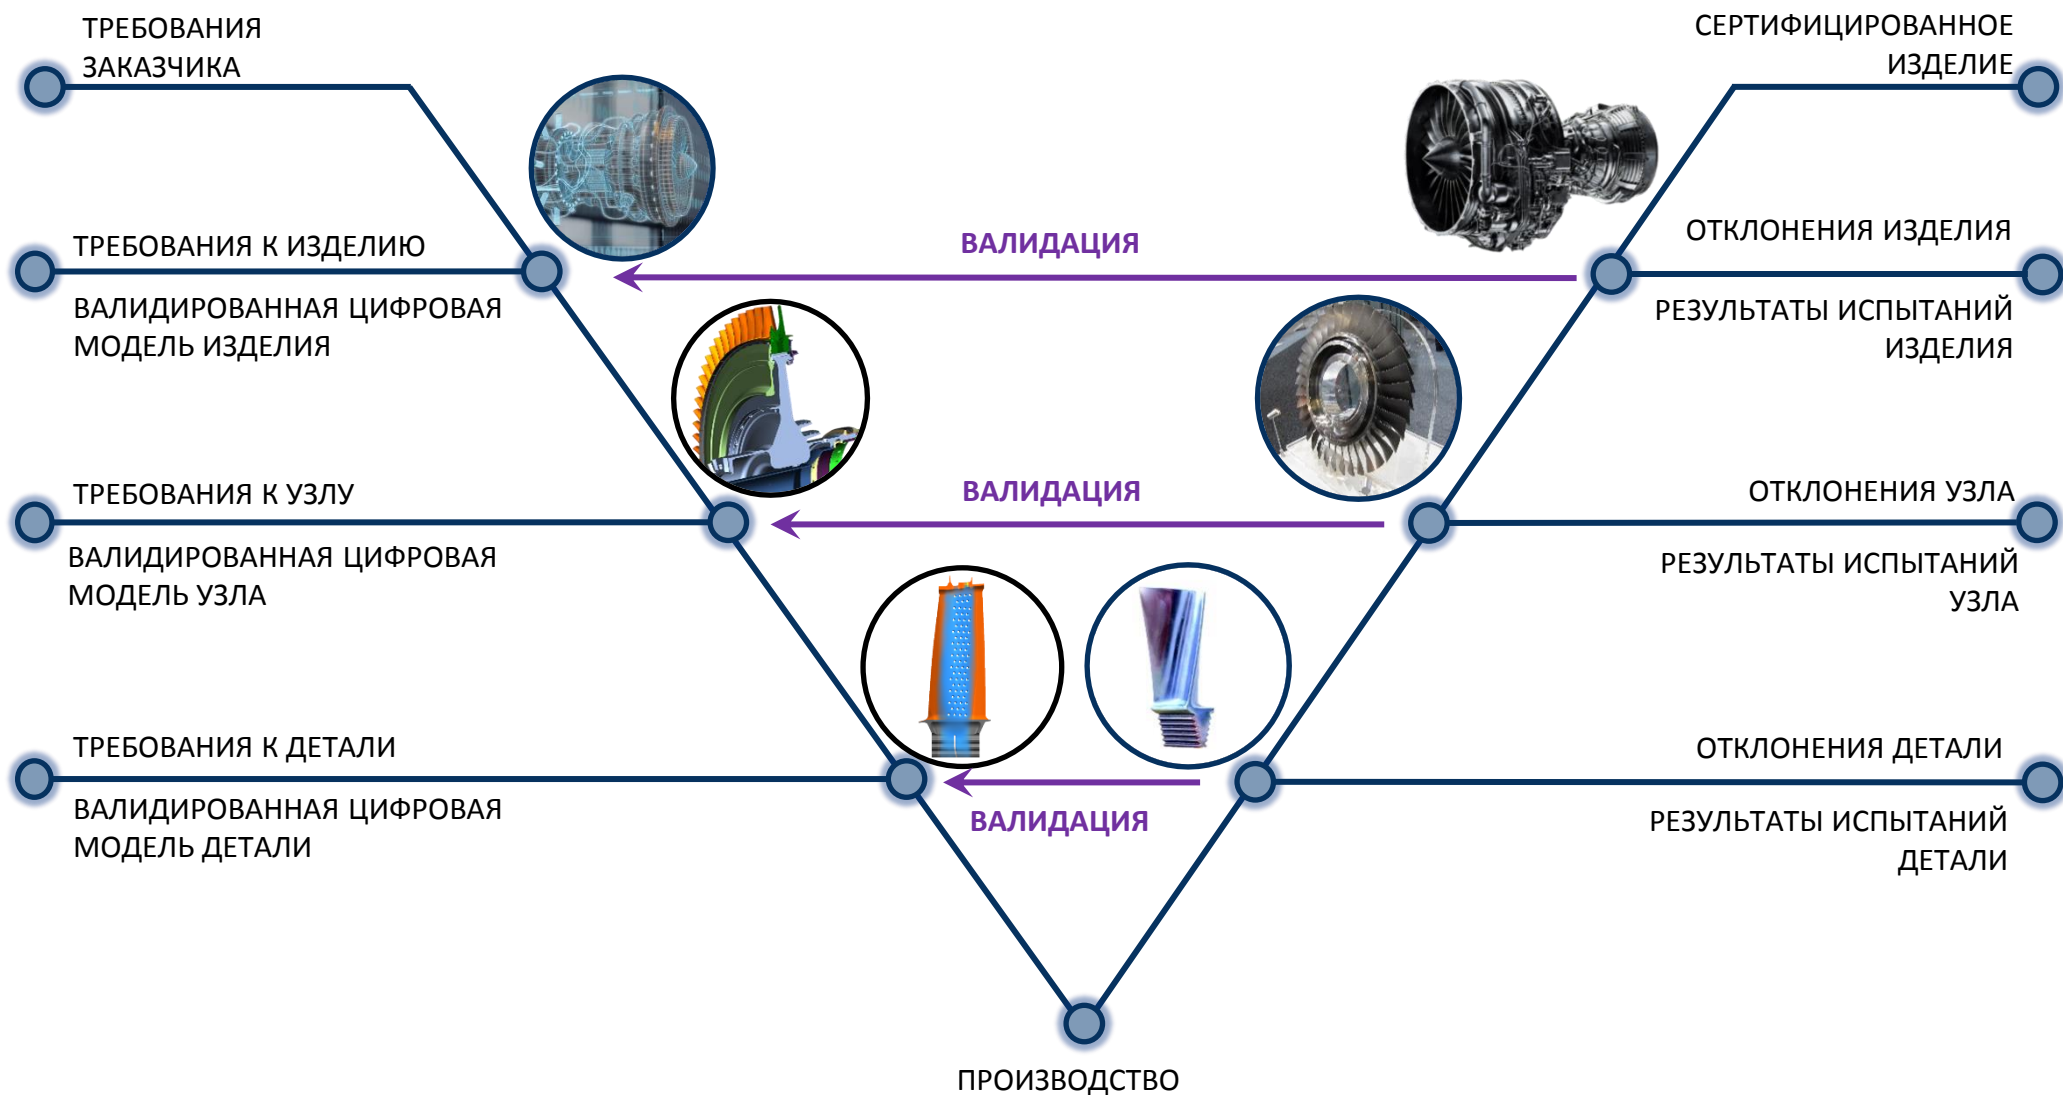 ТРЕБОВАНИЯ
ЗАКАЗЧИКА
СЕРТИФИЦИРОВАННОЕ
ИЗДЕЛИЕ
ТРЕБОВАНИЯ К ИЗДЕЛИЮ
ВАЛИДАЦИЯ
ОТКЛОНЕНИЯ ИЗДЕЛИЯ
ВАЛИДИРОВАННАЯ ЦИФРОВАЯ
МОДЕЛЬ ИЗДЕЛИЯ
РЕЗУЛЬТАТЫ ИСПЫТАНИЙ
ИЗДЕЛИЯ
ТРЕБОВАНИЯ К УЗЛУ
ВАЛИДАЦИЯ
ОТКЛОНЕНИЯ УЗЛА
ВАЛИДИРОВАННАЯ ЦИФРОВАЯ
МОДЕЛЬ УЗЛА
РЕЗУЛЬТАТЫ ИСПЫТАНИЙ
УЗЛА
ТРЕБОВАНИЯ К ДЕТАЛИ
ОТКЛОНЕНИЯ ДЕТАЛИ
ВАЛИДИРОВАННАЯ ЦИФРОВАЯ
МОДЕЛЬ ДЕТАЛИ
ВАЛИДАЦИЯ
РЕЗУЛЬТАТЫ ИСПЫТАНИЙ
ДЕТАЛИ
ПРОИЗВОДСТВО